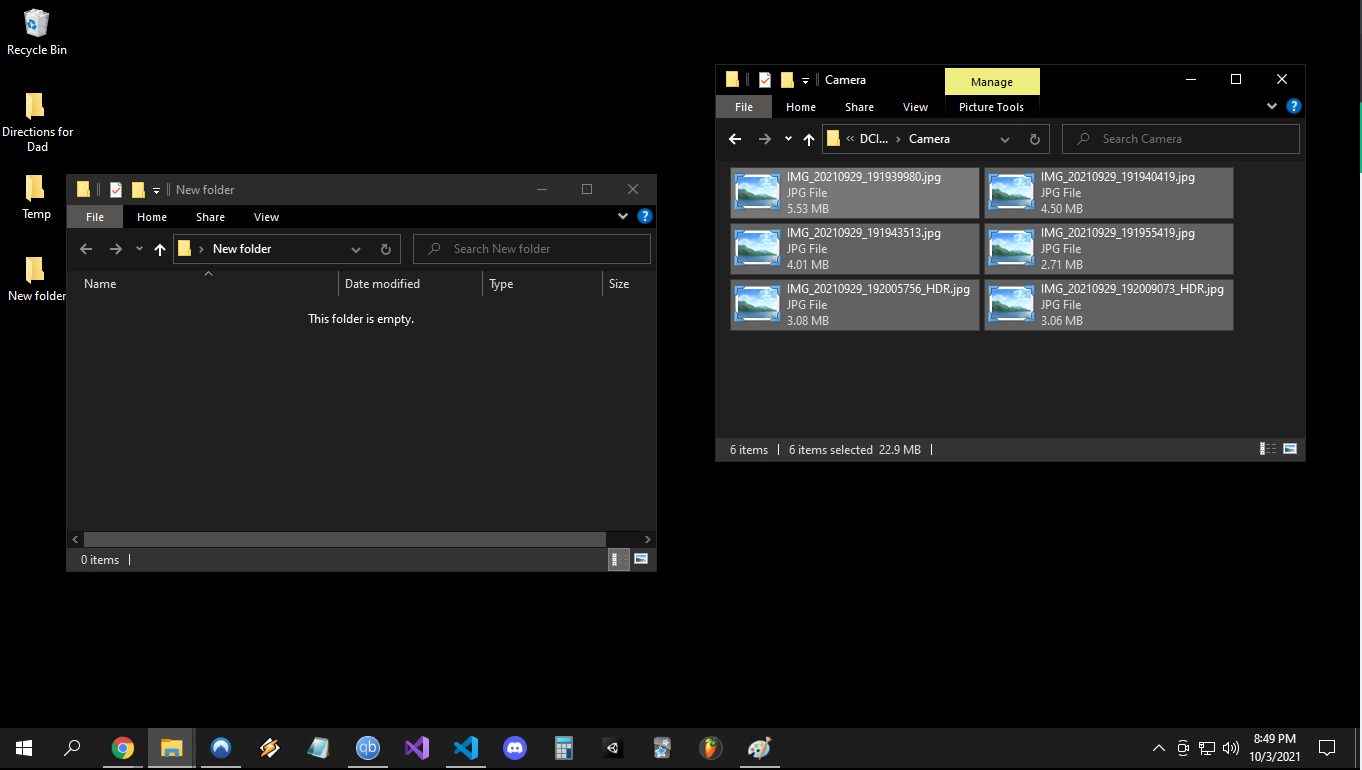 Recycle Bin
Directions for
Dad
Temp
New folder
New folder
File
Home
Share
View
New folder
Search New folder
Name
Date modified
Type
Size
This folder is empty.
0 items
Camera
Manage
File
Home
Share
View
Picture Tools
« DCI... › Camera
Search Camera
IMG_20210929_191939980.jpg
JPG File
5.53 MB
IMG_20210929_191940419.jpg
JPG File
4.50 MB
IMG_20210929_191943513.jpg
JPG File
4.01 MB
IMG_20210929_191955419.jpg
JPG File
2.71 MB
IMG_20210929_192005756_HDR.jpg
JPG File
3.08 MB
IMG_20210929_192009073_HDR.jpg
JPG File
3.06 MB
6 items
6 items selected 22.9 MB
qb
8:49 PM
10/3/2021